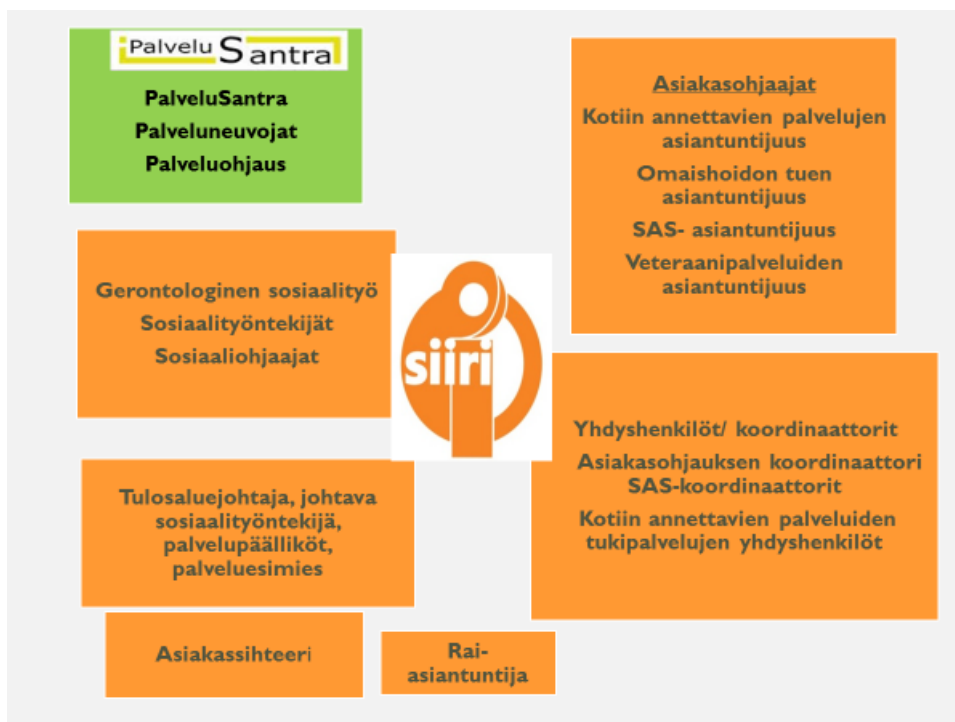 Palvelu Santra
PalveluSantra
Palveluneuvojat
Palveluohjaus
Asiakasohjaajat
Kotiin annettavien palvelujen
asiantuntijuus
Omaishoidon tuen
asiantuntijuus
SAS- asiantuntijuus
Veteraanipalveluiden
asiantuntijuus
Gerontologinen sosiaalityö
Sosiaalityöntekijät
Sosiaaliohjaajat
siiri
Yhdyshenkilöt/ koordinaattorit
Asiakasohjauksen koordinaattori
SAS-koordinaattorit
Kotiin annettavien palveluiden
tukipalvelujen yhdyshenkilöt
Tulosaluejohtaja, johtava
sosiaalityöntekijä,
palvelupäälliköt,
palveluesimies
Asiakassihteeri
Rai-
asiantuntija